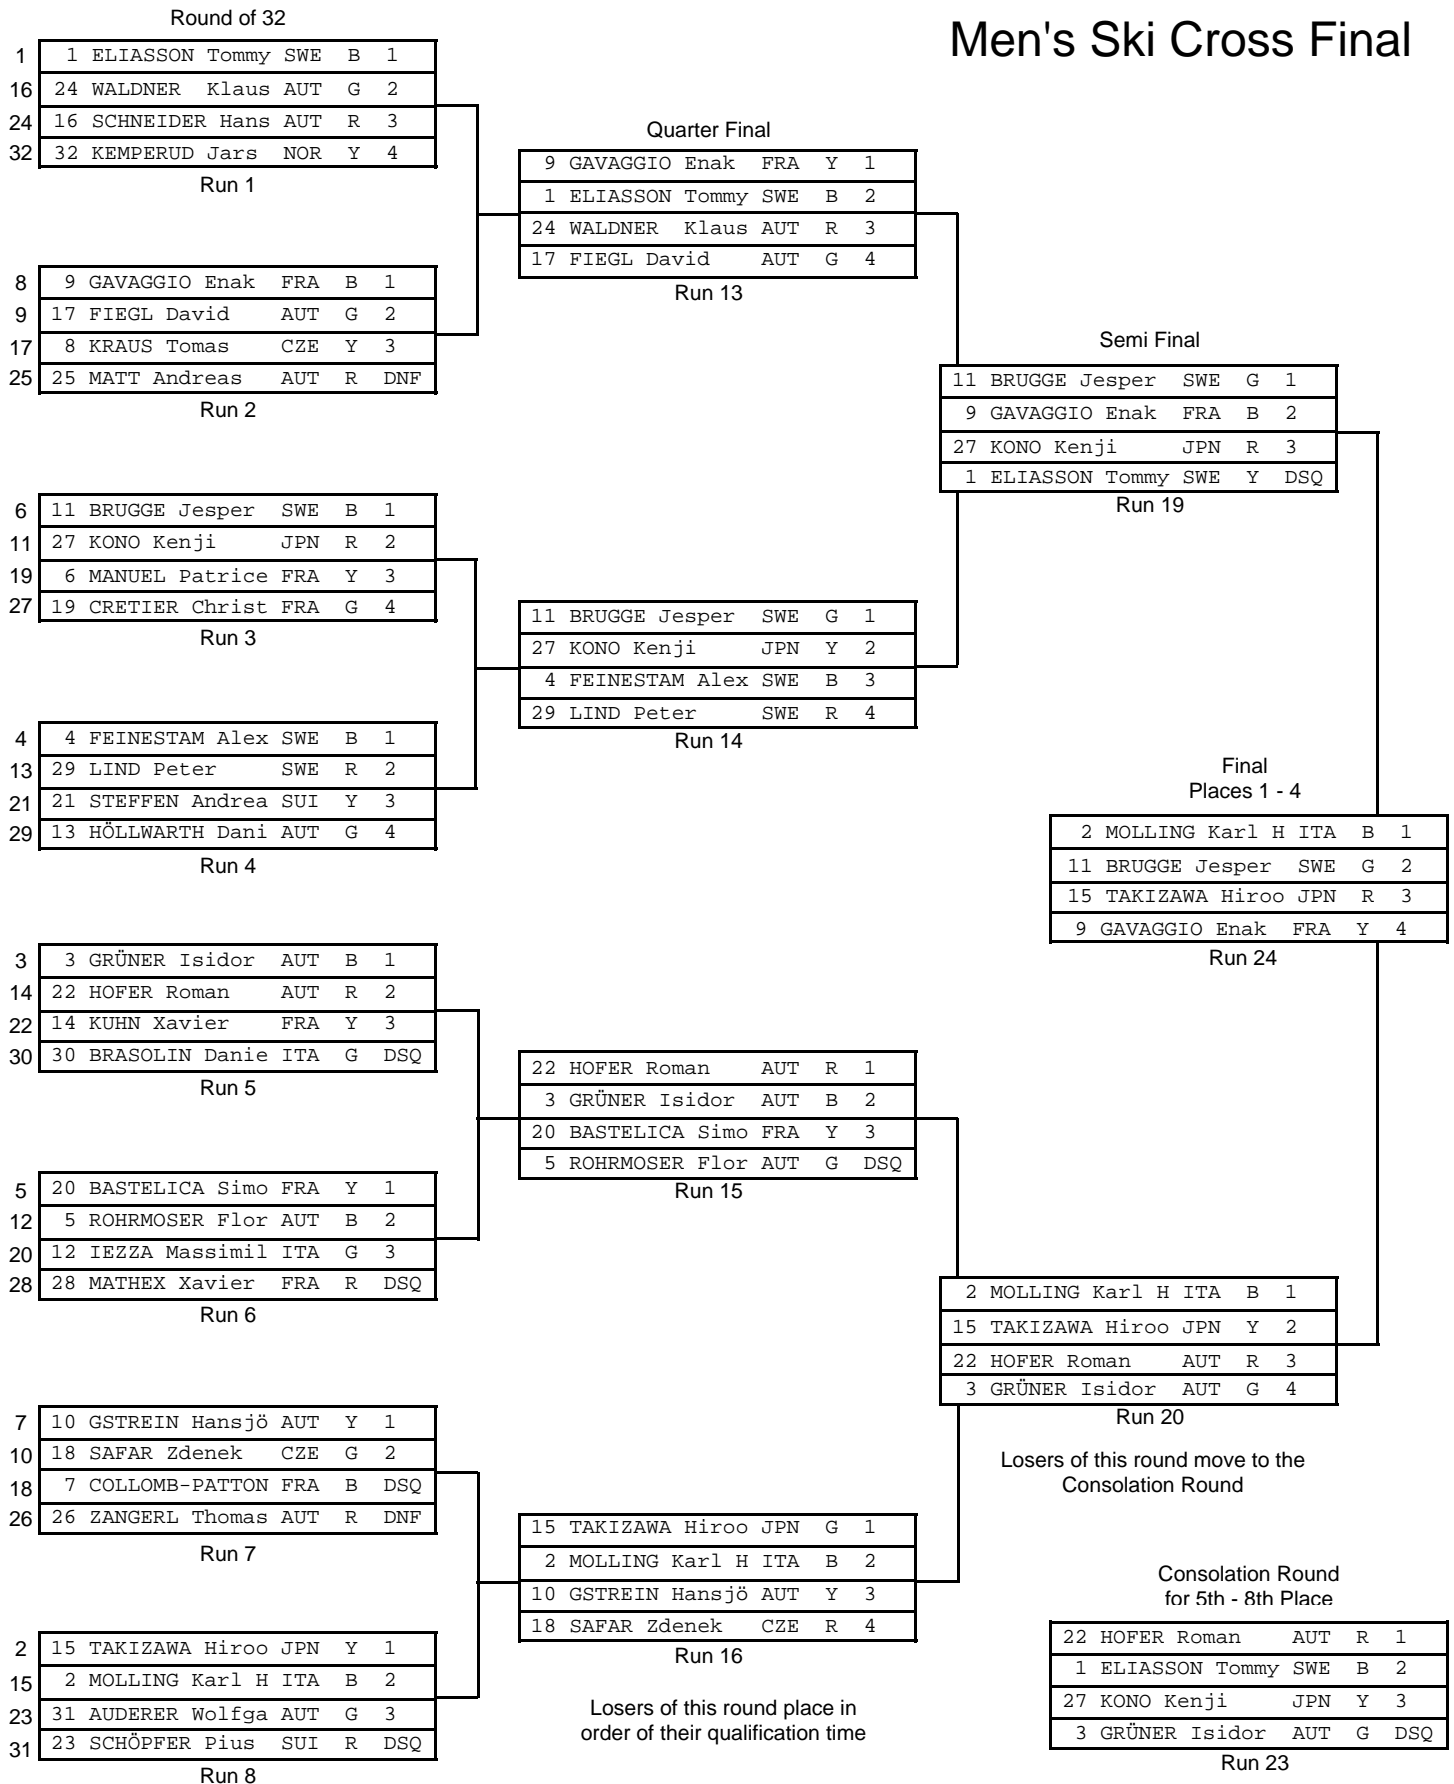 Men's Ski Cross Final
Round of 32
1 1 ELIASSON Tommy SWE B 1
16 24 WALDNER Klaus AUT G 2
24 16 SCHNEIDER Hans AUT R 3
32 32 KEMPERUD Jars NOR Y 4
Run 1
8 9 GAVAGGIO Enak FRA B 1
9 17 FIEGL David AUT G 2
17 8 KRAUS Tomas CZE Y 3
25 25 MATT Andreas AUT R DNF
Run 2
6 11 BRUGGE Jesper SWE B 1
11 27 KONO Kenji JPN R 2
19 6 MANUEL Patrice FRA Y 3
27 19 CRETIER Christ FRA G 4
Run 3
4 4 FEINESTAM Alex SWE B 1
13 29 LIND Peter SWE R 2
21 21 STEFFEN Andrea SUI Y 3
29 13 HÖLLWARTH Dani AUT G 4
Run 4
3 3 GRÜNER Isidor AUT B 1
14 22 HOFER Roman AUT R 2
22 14 KUHN Xavier FRA Y 3
30 30 BRASOLIN Danie ITA G DSQ
Run 5
5 20 BASTELICA Simo FRA Y 1
12 5 ROHRMOSER Flor AUT B 2
20 12 IEZZA Massimil ITA G 3
28 28 MATHEX Xavier FRA R DSQ
Run 6
7 10 GSTREIN Hansjö AUT Y 1
10 18 SAFAR Zdenek CZE G 2
18 7 COLLOMB-PATTON FRA B DSQ
26 26 ZANGERL Thomas AUT R DNF
Run 7
2 15 TAKIZAWA Hiroo JPN Y 1
15 2 MOLLING Karl H ITA B 2
23 31 AUDERER Wolfga AUT G 3
31 23 SCHÖPFER Pius SUI R DSQ
Run 8
Quarter Final
9 GAVAGGIO Enak FRA Y 1
1 ELIASSON Tommy SWE B 2
24 WALDNER Klaus AUT R 3
17 FIEGL David AUT G 4
Run 13
11 BRUGGE Jesper SWE G 1
27 KONO Kenji JPN Y 2
4 FEINESTAM Alex SWE B 3
29 LIND Peter SWE R 4
Run 14
22 HOFER Roman AUT R 1
3 GRÜNER Isidor AUT B 2
20 BASTELICA Simo FRA Y 3
5 ROHRMOSER Flor AUT G DSQ
Run 15
15 TAKIZAWA Hiroo JPN G 1
2 MOLLING Karl H ITA B 2
10 GSTREIN Hansjö AUT Y 3
18 SAFAR Zdenek CZE R 4
Run 16
Losers of this round place in
order of their qualification time
Semi Final
11 BRUGGE Jesper SWE G 1
9 GAVAGGIO Enak FRA B 2
27 KONO Kenji JPN R 3
1 ELIASSON Tommy SWE Y DSQ
Run 19
2 MOLLING Karl H ITA B 1
15 TAKIZAWA Hiroo JPN Y 2
22 HOFER Roman AUT R 3
3 GRÜNER Isidor AUT G 4
Run 20
Losers of this round move to the
Consolation Round
Final
Places 1 - 4
2 MOLLING Karl H ITA B 1
11 BRUGGE Jesper SWE G 2
15 TAKIZAWA Hiroo JPN R 3
9 GAVAGGIO Enak FRA Y 4
Run 24
Consolation Round
for 5th - 8th Place
22 HOFER Roman AUT R 1
1 ELIASSON Tommy SWE B 2
27 KONO Kenji JPN Y 3
3 GRÜNER Isidor AUT G DSQ
Run 23